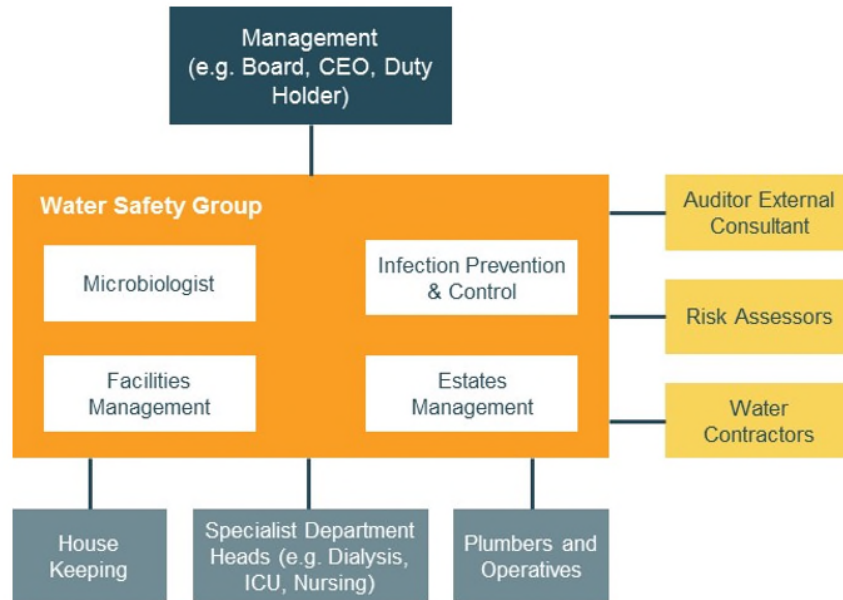 Management
(e.g. Board, CEO, Duty
Holder)
Water Safety Group
Microbiologist
Infection Prevention
& Control
Facilities
Management
Estates
Management
Auditor External
Consultant
Risk Assessors
Water
Contractors
House
Keeping
Specialist Department
Heads (e.g. Dialysis,
ICU, Nursing)
Plumbers and
Operatives